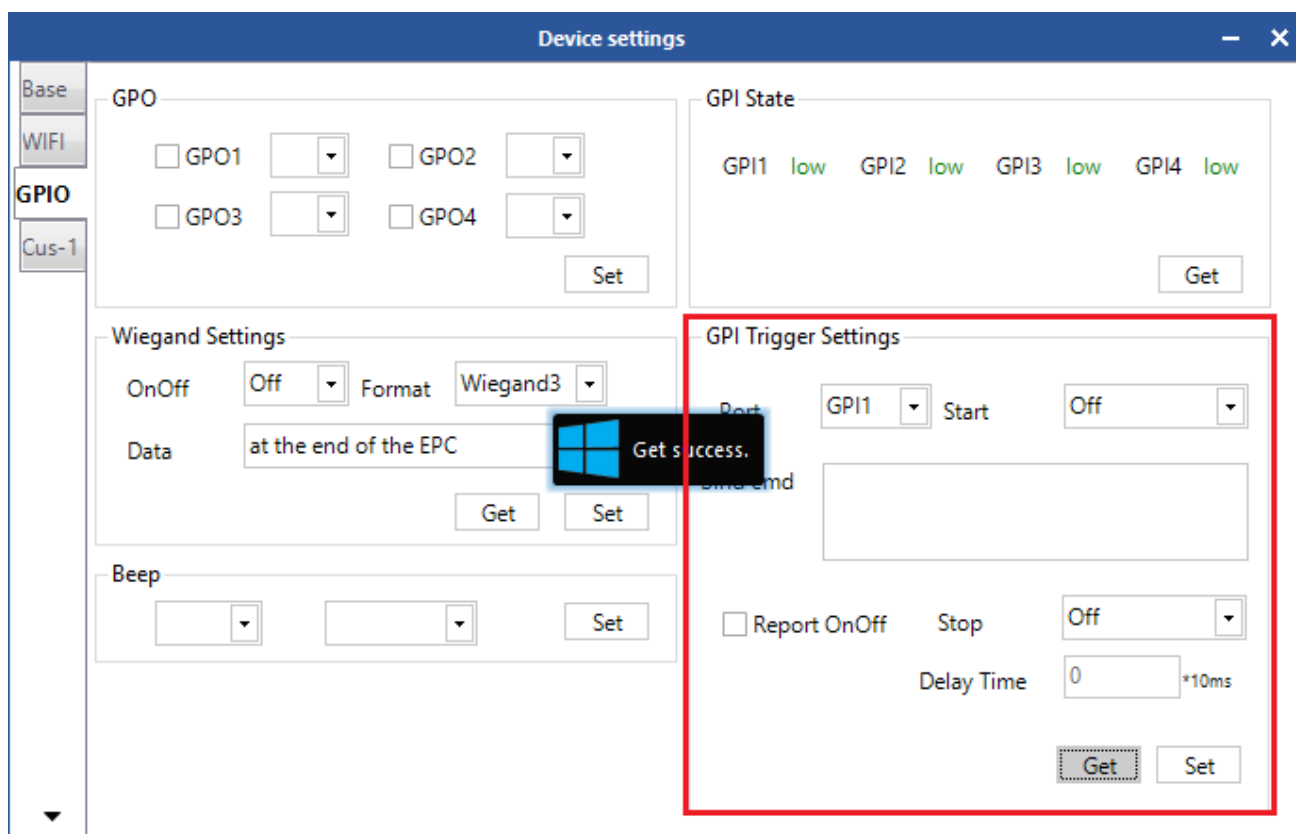 Device settings
Base
WIFI
GPIO
Cus-1
GPO
GPO1
GPO2
GPO3
GPO4
Set
GPI State
GPI1 low GPI2 low GPI3 low GPI4 low
Get
Wiegand Settings
OnOff Off Format Wiegand3
Data at the end of the EPC
Get Set
Get success.
Beep
Set
GPI Trigger Settings
Port GPI1 Start Off
cmd
Report OnOff Stop Off
Delay Time 0 *10ms
Get Set